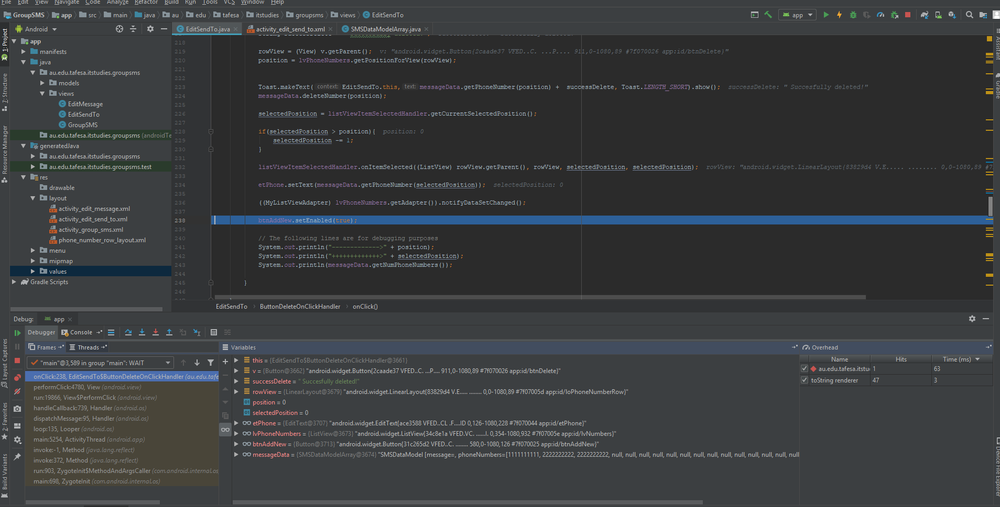 File Edit View Navigate Code Analyze Refactor Build Run Tools VCS Window Help
GroupSMS app src main java au edu tafesa itstudies groupsms views EditSendTo
app
Android
EditSendTo.java activity_edit_send_to.xml SMSDataModelArray.java
1: Project
7: Structure
Resource Manager
Layout Captures
2: Favorites
Build Variants
Assistant
Gradle
Device File Explorer
app
manifests
java
au.edu.tafesa.itstudies.groupsms
models
views
EditMessage
EditSendTo
GroupSMS
au.edu.tafesa.itstudies.groupsms (androidTe
generatedJava
au.edu.tafesa.itstudies.groupsms
au.edu.tafesa.itstudies.groupsms.test
res
drawable
layout
activity_edit_message.xml
activity_edit_send_to.xml
activity_group_sms.xml
phone_number_row_layout.xml
menu
mipmap
values
Gradle Scripts
218
219 rowView = (View) v.getParent(); v: "android.widget.Button{2caade37 VFED..C. ...P.... 911,0-1080,89 #7f070026 app:id/btnDelete}"
220 position = lvPhoneNumbers.getPositionForView(rowView);
221
222
223 Toast.makeText( context: EditSendTo.this, text: messageData.getPhoneNumber(position) + successDelete, Toast.LENGTH_SHORT).show(); successDelete: " Succesfully deleted!"
224 messageData.deleteNumber(position);
225
226 selectedPosition = listViewItemSelectedHandler.getCurrentSelectedPosition();
227
228 if(selectedPosition > position){ position: 0
229 selectedPosition -= 1;
230 }
231
232 listViewItemSelectedHandler.onItemSelected((ListView) rowView.getParent(), rowView, selectedPosition, selectedPosition); rowView: "android.widget.LinearLayout{83829d4 V.E..... ........ 0,0-1080,89 #7
233
234 etPhone.setText(messageData.getPhoneNumber(selectedPosition)); selectedPosition: 0
235
236 ((MyListViewAdapter) lvPhoneNumbers.getAdapter()).notifyDataSetChanged();
237
238 btnAddNew.setEnabled(true);
239
240 // The following lines are for debugging purposes
241 System.out.println("------------->" + position);
242 System.out.println("+++++++++++++>" + selectedPosition);
243 System.out.println(messageData.getNumPhoneNumbers());
244
245 }
246
EditSendTo ButtonDeleteOnClickHandler onClick()
Debug: app
Debugger Console
Frames Threads
"main"@3,589 in group "main": WAIT
onClick:238, EditSendTo$ButtonDeleteOnClickHandler (au.edu.tafe
performClick:4780, View (android.view)
run:19866, View$PerformClick (android.view)
handleCallback:739, Handler (android.os)
dispatchMessage:95, Handler (android.os)
loop:135, Looper (android.os)
main:5254, ActivityThread (android.app)
invoke:-1, Method (java.lang.reflect)
invoke:372, Method (java.lang.reflect)
run:903, ZygoteInit$MethodAndArgsCaller (com.android.internal.os
main:698, ZygoteInit (com.android.internal.os)
Variables
this = {EditSendTo$ButtonDeleteOnClickHandler@3661}
v = {Button@3662} "android.widget.Button{2caade37 VFED..C. ...P.... 911,0-1080,89 #7f070026 app:id/btnDelete}"
successDelete = " Succesfully deleted!"
rowView = {LinearLayout@3679} "android.widget.LinearLayout{83829d4 V.E..... ........ 0,0-1080,89 #7f07005d app:id/loPhoneNumberRow}"
position = 0
selectedPosition = 0
etPhone = {EditText@3707} "android.widget.EditText{ace3588 VFED..CL .F....ID 0,126-1080,228 #7f070044 app:id/etPhone}"
lvPhoneNumbers = {ListView@3673} "android.widget.ListView{34c8e1a VFED.VC. ......I. 0,354-1080,932 #7f07005e app:id/lvNumbers}"
btnAddNew = {Button@3713} "android.widget.Button{31c265d2 VFED..C. ........ 580,0-1080,126 #7f070025 app:id/btnAddNew}"
messageData = {SMSDataModelArray@3674} "SMSDataModel [message=, phoneNumbers=[1111111111, 2222222222, 2222222222, null, null, null, null, null, null, null, null, null, null, null, null, null, null
Overhead
Name Hits Time (ms)
au.edu.tafesa.itstu 1 63
toString renderer 47 3